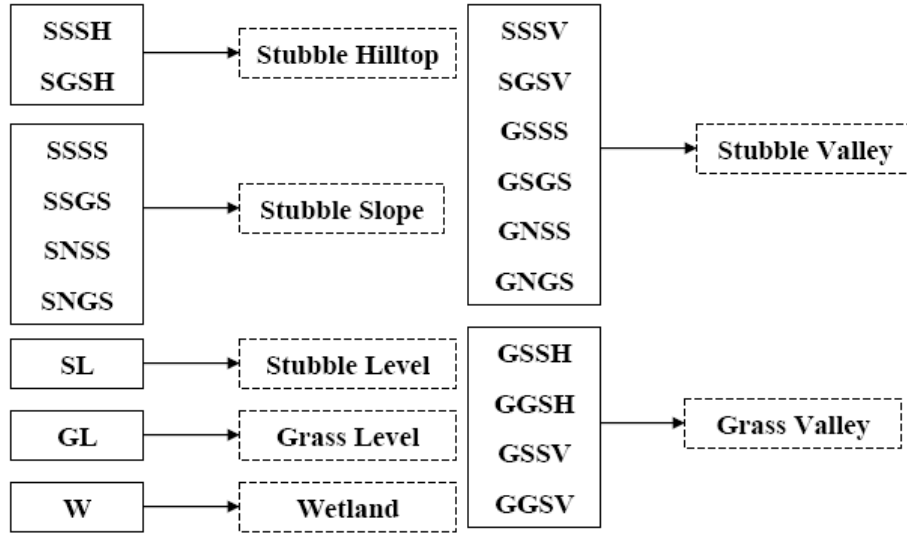 SSSH
SGSH
Stubble Hilltop
SSSS
SSGS
SNSS
SNGS
Stubble Slope
SL
Stubble Level
GL
Grass Level
W
Wetland
SSSV
SGSV
GSSS
GSGS
GNSS
GNGS
Stubble Valley
GSSH
GGSH
GSSV
GGSV
Grass Valley